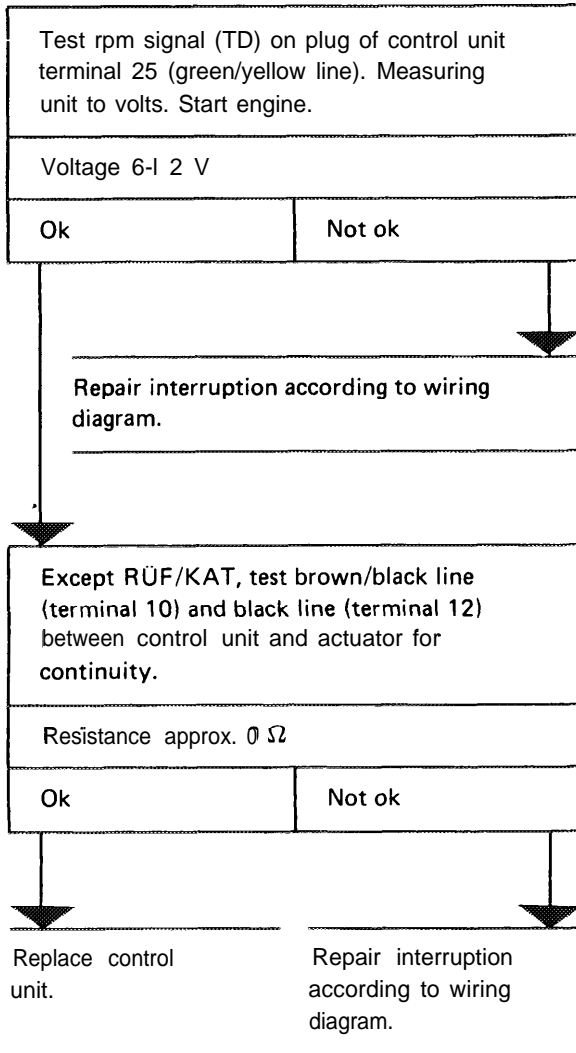 Test rpm signal (TD) on plug of control unit
terminal 25 (green/yellow line). Measuring
unit to volts. Start engine.
Voltage 6-I 2 V
Ok
Not ok
Repair interruption according to wiring
diagram.
Except RÜF/KAT, test brown/black line
(terminal 10) and black line (terminal 12)
between control unit and actuator for
continuity.
Resistance approx. 0 Ω
Ok
Not ok
Replace control
unit.
Repair interruption
according to wiring
diagram.